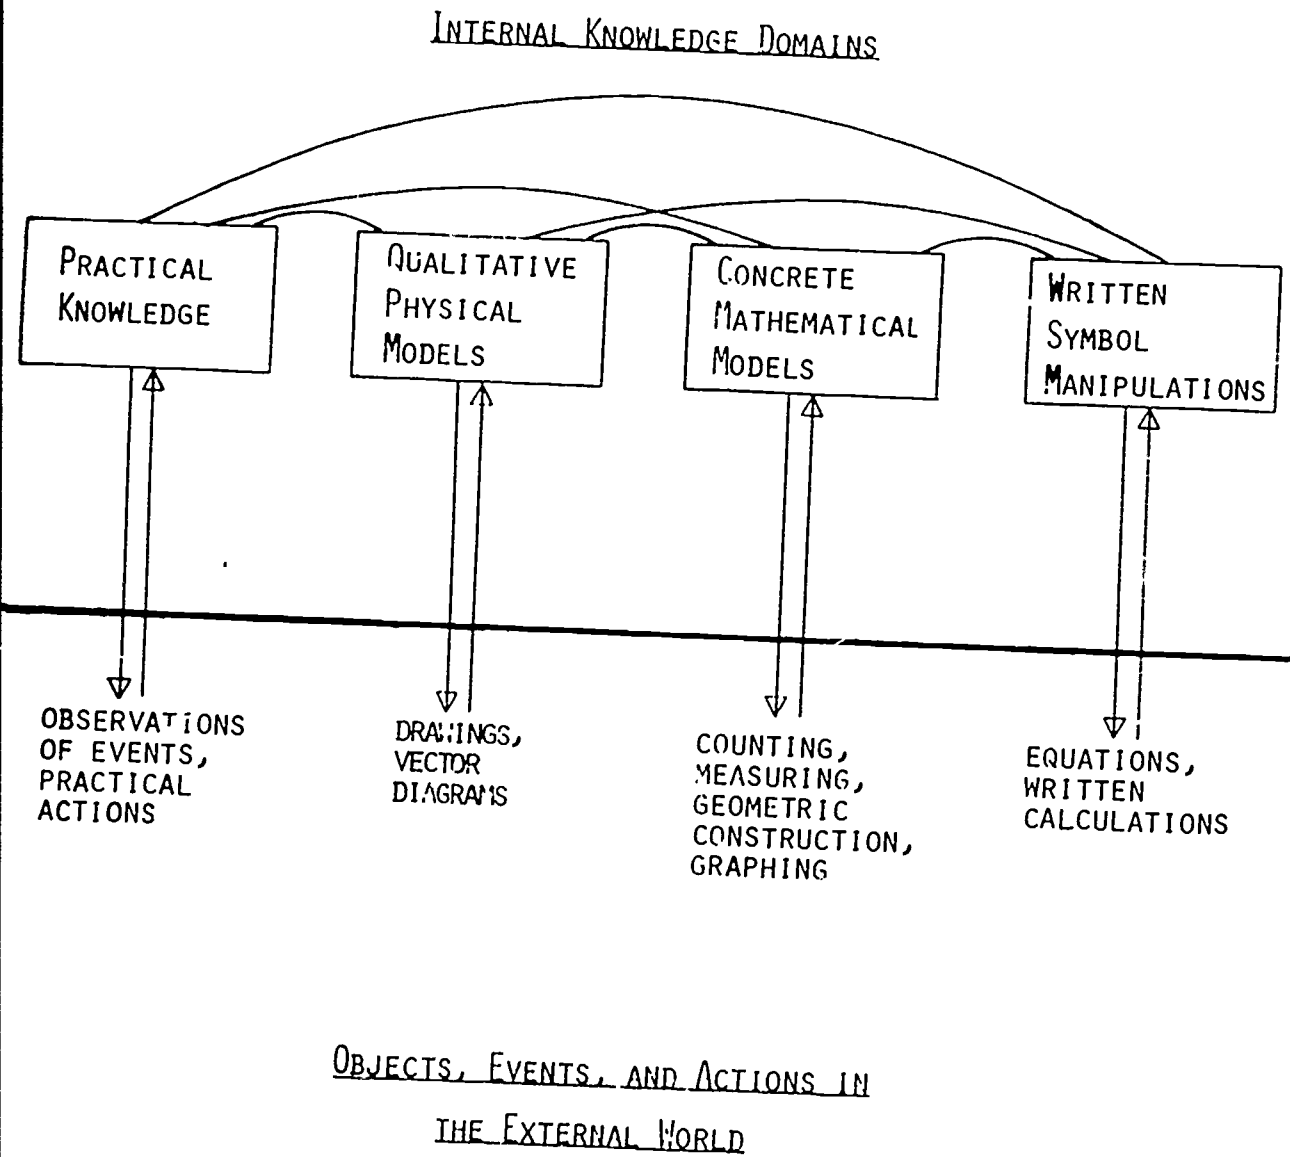 INTERNAL KNOWLEDGE DOMAINS
PRACTICAL
KNOWLEDGE
QUALITATIVE
PHYSICAL
MODELS
CONCRETE
MATHEMATICAL
MODELS
WRITTEN
SYMBOL
MANIPULATIONS
OBSERVATIONS
OF EVENTS,
PRACTICAL
ACTIONS
DRAWINGS,
VECTOR
DIAGRAMS
COUNTING,
MEASURING,
GEOMETRIC
CONSTRUCTION,
GRAPHING
EQUATIONS,
WRITTEN
CALCULATIONS
OBJECTS, EVENTS, AND ACTIONS IN
THE EXTERNAL WORLD